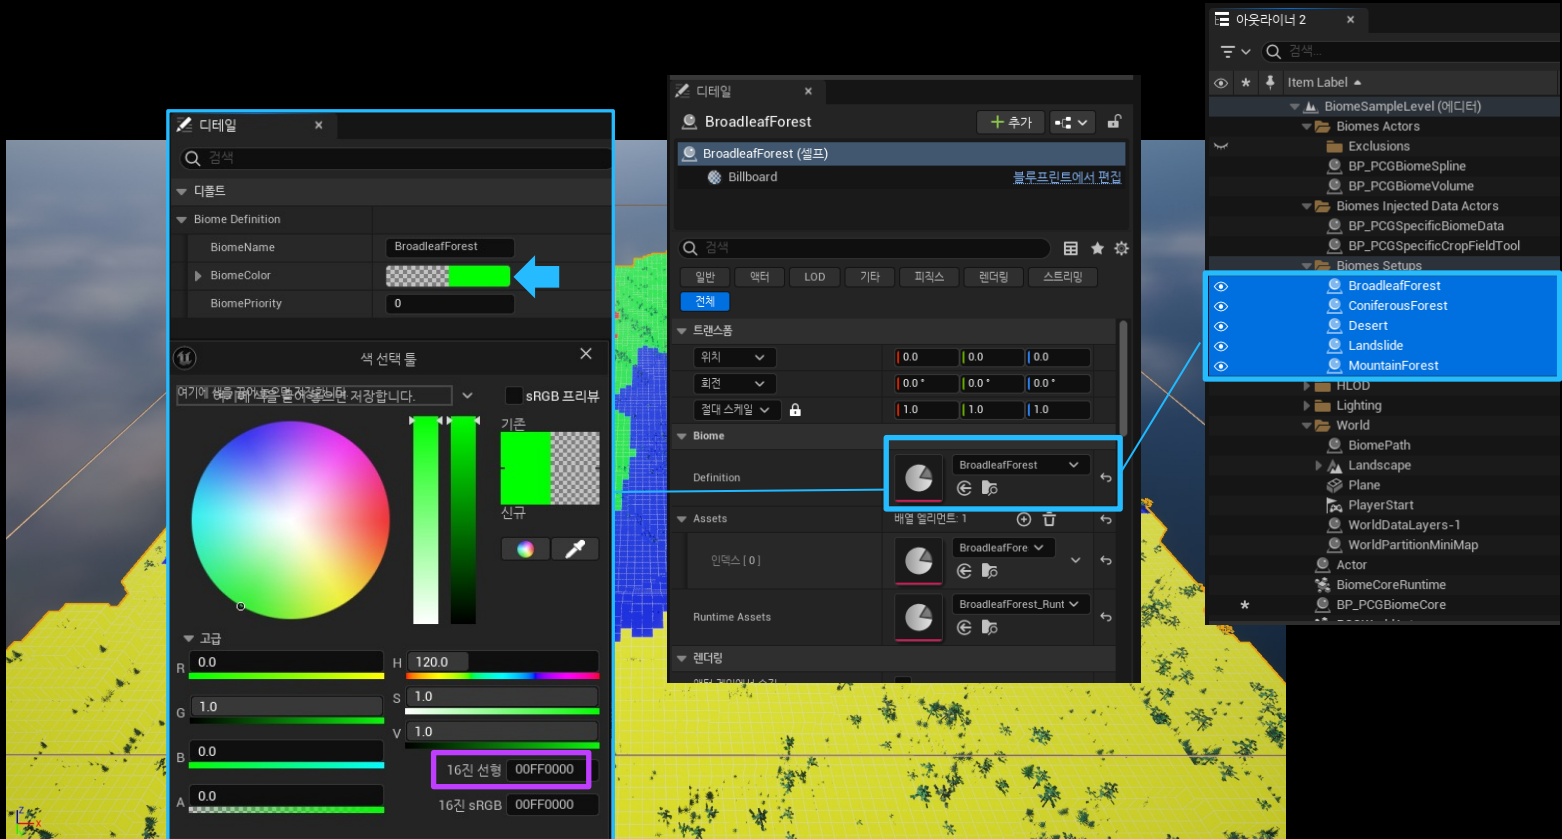 디테일
검색
디폴트
Biome Definition
BiomeName
BroadleafForest
BiomeColor
BiomePriority
0
색 선택 툴
여기에 색을 끌어 놓으면 저장합니다.
sRGB 프리뷰
기존
신규
고급
R
0.0
H
120.0
G
1.0
S
1.0
B
0.0
V
1.0
A
0.0
16진 선형
00FF0000
16진 sRGB
00FF0000
Z
X
디테일
BroadleafForest
추가
BroadleafForest (셀프)
Billboard
블루프린트에서 편집
검색
일반
액터
LOD
기타
피직스
렌더링
스트리밍
전체
트랜스폼
위치
0.0
0.0
0.0
회전
0.0 °
0.0 °
0.0 °
절대 스케일
1.0
1.0
1.0
Biome
Definition
BroadleafForest
Assets
배열 엘리먼트: 1
인덱스 [ 0 ]
BroadleafFore
Runtime Assets
BroadleafForest_Runt
렌더링
아웃라이너 2
검색...
Item Label
BiomeSampleLevel (에디터)
Biomes Actors
Exclusions
BP_PCGBiomeSpline
BP_PCGBiomeVolume
Biomes Injected Data Actors
BP_PCGSpecificBiomeData
BP_PCGSpecificCropFieldTool
Biomes Setups
BroadleafForest
ConiferousForest
Desert
Landslide
MountainForest
HLOD
Lighting
World
BiomePath
Landscape
Plane
PlayerStart
WorldDataLayers-1
WorldPartitionMiniMap
Actor
BiomeCoreRuntime
BP_PCGBiomeCore